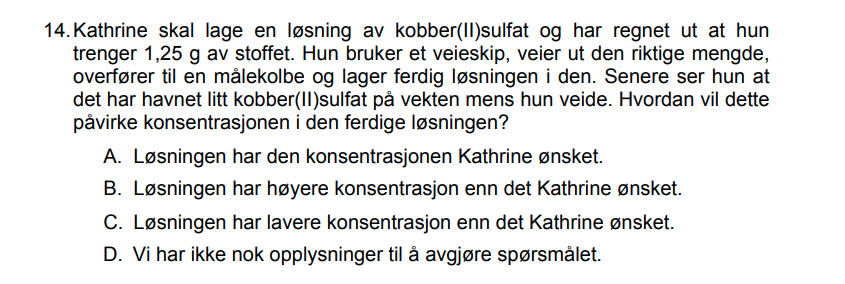 14. Kathrine skal lage en løsning av kobber(II)sulfat og har regnet ut at hun
trenger 1,25 g av stoffet. Hun bruker et veieskip, veier ut den riktige mengde,
overfører til en målekolbe og lager ferdig løsningen i den. Senere ser hun at
det har havnet litt kobber(II)sulfat på vekten mens hun veide. Hvordan vil dette
påvirke konsentrasjonen i den ferdige løsningen?
A. Løsningen har den konsentrasjonen Kathrine ønsket.
B. Løsningen har høyere konsentrasjon enn det Kathrine ønsket.
C. Løsningen har lavere konsentrasjon enn det Kathrine ønsket.
D. Vi har ikke nok opplysninger til å avgjøre spørsmålet.